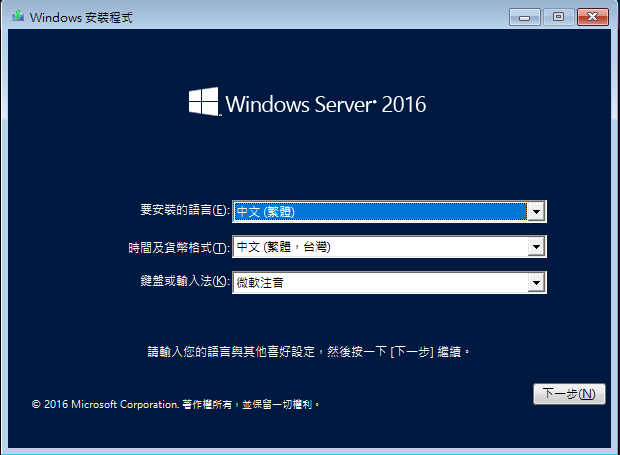 Windows 安裝程式
Windows Server® 2016
要安裝的語言(E): 中文 (繁體)
時間及貨幣格式(T): 中文 (繁體，台灣)
鍵盤或輸入法(K): 微軟注音
請輸入您的語言與其他喜好設定，然後按一下 [下一步] 繼續。
下一步(N)
© 2016 Microsoft Corporation. 著作權所有，並保留一切權利。